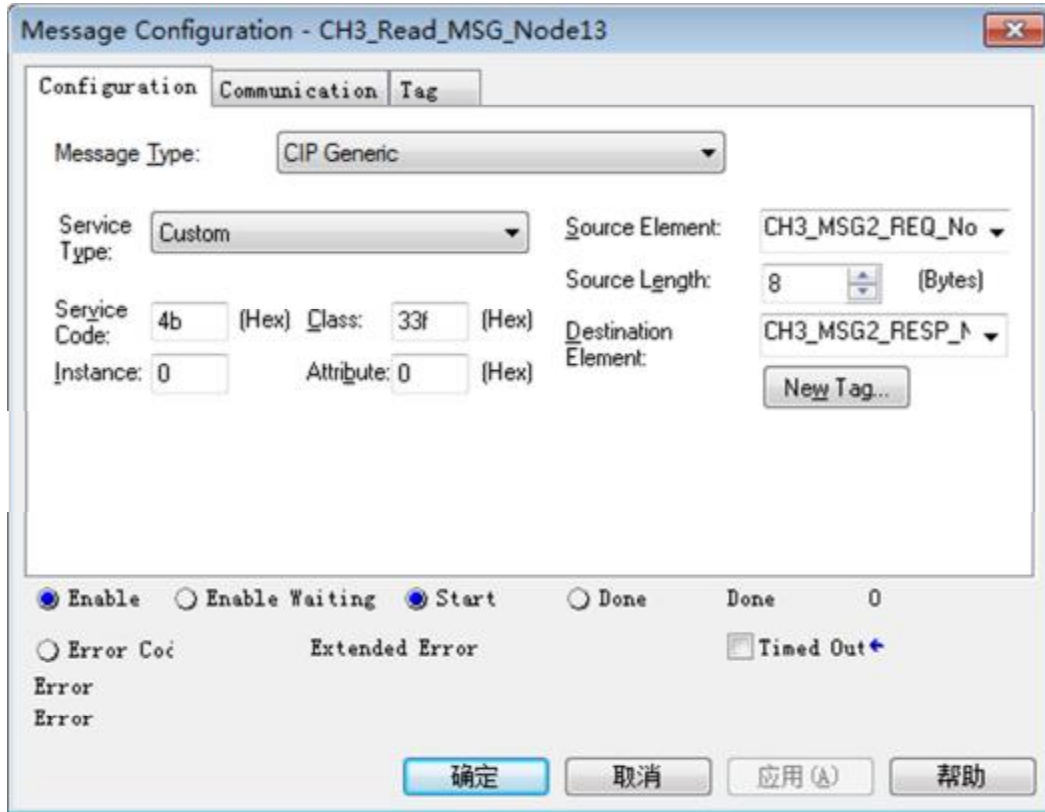 Message Configuration - CH3_Read_MSG_Node13
Configuration Communication Tag
Message Type: CIP Generic
Service Type: Custom
Source Element: CH3_MSG2_REQ_No
Source Length: 8 (Bytes)
Service Code: 4b (Hex) Class: 33f (Hex)
Destination Element: CH3_MSG2_RESP_N
Instance: 0 Attribute: 0 (Hex)
New Tag...
Enable Enable Waiting Start Done Done 0
Error Cod Extended Error Timed Out
Error
Error
确定 取消 应用(A) 帮助